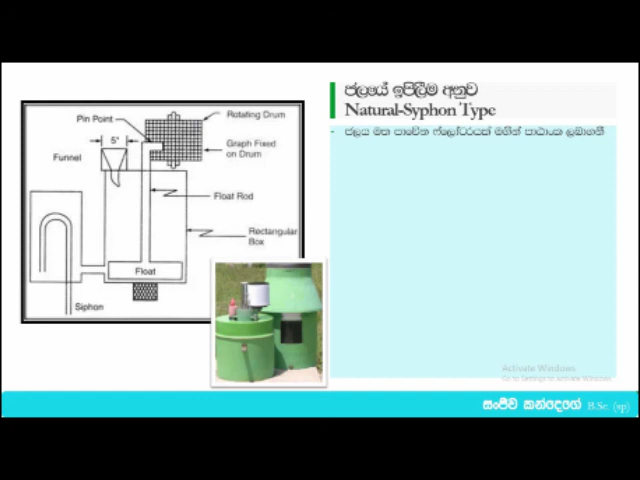 ජලයේ ඉපිලීම අනුව
Natural-Syphon Type
- ජලය මත පාවෙන ෆ්ලෝටරයක් මගින් පාඨාංක ලබාගනී
Pin Point
Rotating Drum
5"
Graph Fixed
on Drum
Funnel
Float Rod
Rectangular
Box
Float
Siphon
Activate Windows
Go to Settings to activate Windows.
සංජීව කන්දෙගේ B.Sc. (sp)